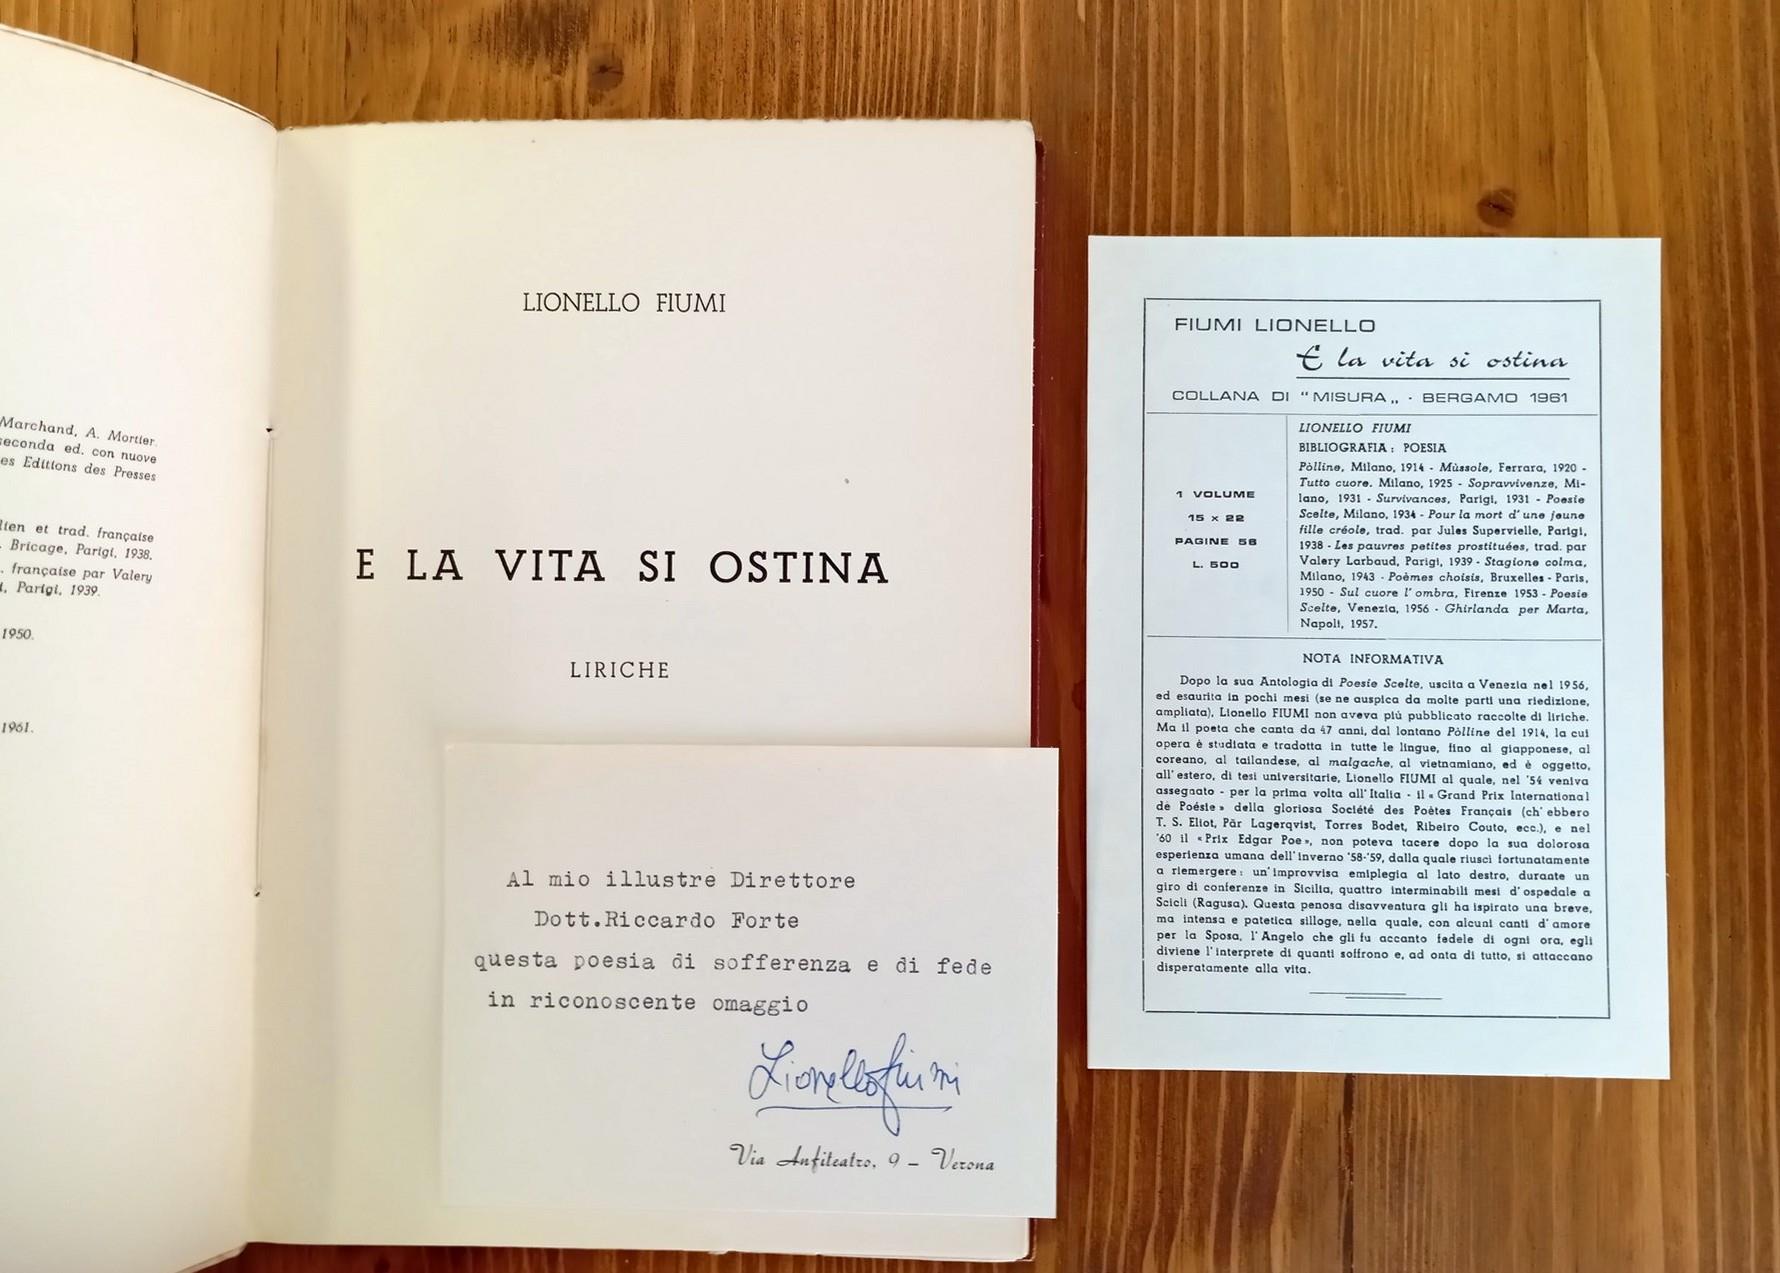 Marchand, A. Mortier.
seconda ed. con nuove
es Editions des Presses
lien et trad. française
. Bricage, Parigi, 1938.
. française par Valery
i, Parigi, 1939.
1950.
1961.
LIONELLO FIUMI
E LA VITA SI OSTINA
LIRICHE
Al mio illustre Direttore
Dott.Riccardo Forte
questa poesia di sofferenza e di fede
in riconoscente omaggio
Lionello Fiumi
Via Anfiteatro, 9 - Verona
FIUMI LIONELLO
E la vita si ostina
COLLANA DI "MISURA„ - BERGAMO 1961
1 VOLUME
15 x 22
PAGINE 58
L. 500
LIONELLO FIUMI
BIBLIOGRAFIA: POESIA
Pòlline, Milano, 1914 - Mùssole, Ferrara, 1920 -
Tutto cuore. Milano, 1925 - Sopravvivenze, Mi-
lano, 1931 - Survivances, Parigi, 1931 - Poesie
Scelte, Milano, 1934 - Pour la mort d'une jeune
fille créole, trad. par Jules Supervielle, Parigi,
1938 - Les pauvres petites prostituées, trad. par
Valery Larbaud, Parigi, 1939 - Stagione colma,
Milano, 1943 - Poèmes choisis, Bruxelles - Paris,
1950 - Sul cuore l'ombra, Firenze 1953 - Poesie
Scelte, Venezia, 1956 - Ghirlanda per Marta,
Napoli, 1957.
NOTA INFORMATIVA
Dopo la sua Antologia di Poesie Scelte, uscita a Venezia nel 1956,
ed esaurita in pochi mesi (se ne auspica da molte parti una riedizione,
ampliata), Lionello FIUMI non aveva più pubblicato raccolte di liriche.
Ma il poeta che canta da 47 anni, dal lontano Pòlline del 1914, la cui
opera è studiata e tradotta in tutte le lingue, fino al giapponese, al
coreano, al tailandese, al malgache, al vietnamiano, ed è oggetto,
all'estero, di tesi universitarie, Lionello FIUMI al quale, nel '54 veniva
assegnato - per la prima volta all'Italia - il «Grand Prix International
de Poésie» della gloriosa Société des Poètes Français (ch'ebbero
T. S. Eliot, Pär Lagerqvist, Torres Bodet, Ribeiro Couto, ecc.), e nel
'60 il «Prix Edgar Poe», non poteva tacere dopo la sua dolorosa
esperienza umana dell'inverno '58-'59, dalla quale riuscì fortunatamente
a riemergere: un'improvvisa emiplegia al lato destro, durante un
giro di conferenze in Sicilia, quattro interminabili mesi d'ospedale a
Scicli (Ragusa). Questa penosa disavventura gli ha ispirato una breve,
ma intensa e patetica silloge, nella quale, con alcuni canti d'amore
per la Sposa, l'Angelo che gli fu accanto fedele di ogni ora, egli
diviene l'interprete di quanti soffrono e, ad onta di tutto, si attaccano
disperatamente alla vita.